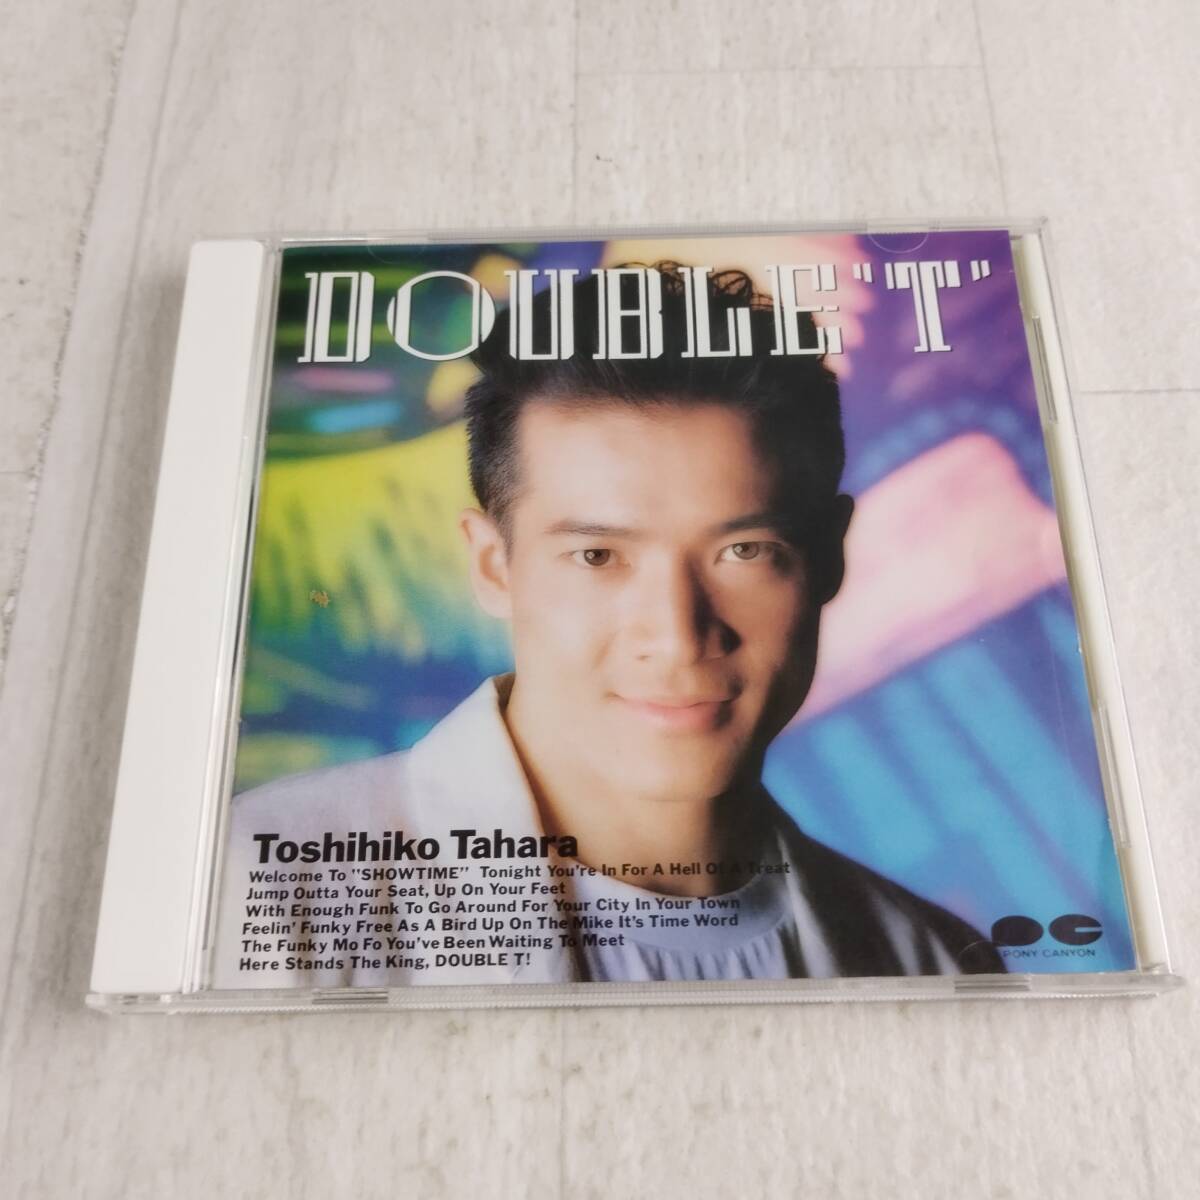 DOUBLE "T"
Toshihiko Tahara
Welcome To "SHOWTIME" Tonight You're In For A Hell Of A Treat
Jump Outta Your Seat, Up On Your Feet
With Enough Funk To Go Around For Your City In Your Town
Feelin' Funky Free As A Bird Up On The Mike It's Time Word
The Funky Mo Fo You've Been Waiting To Meet
Here Stands The King, DOUBLE T!
PONY CANYON